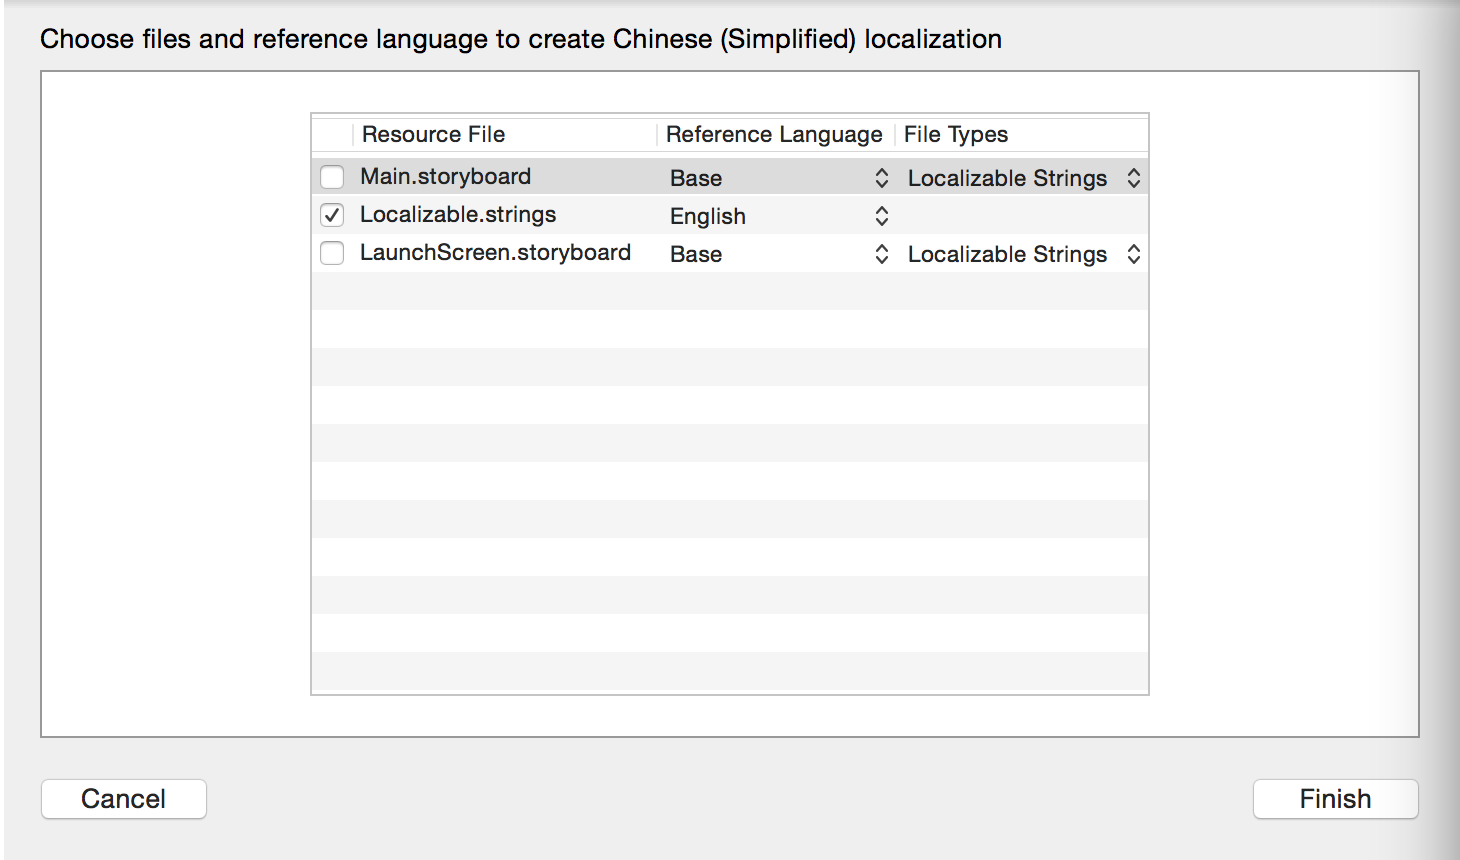 Choose files and reference language to create Chinese (Simplified) localization
Resource File Reference Language File Types
Main.storyboard Base Localizable Strings
Localizable.strings English
LaunchScreen.storyboard Base Localizable Strings
Cancel Finish